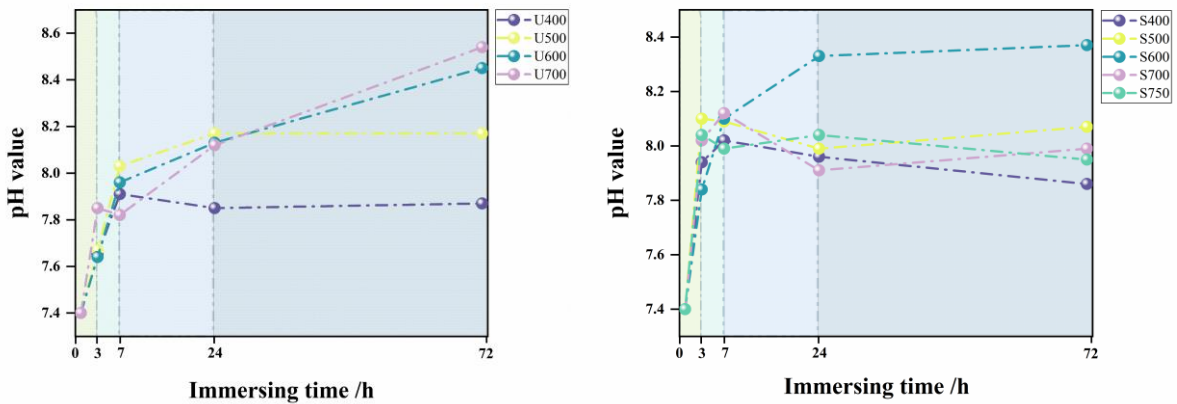 8.6
8.4
8.2
8.0
7.8
7.6
7.4
pH value
0
3
7
24
72
Immersing time /h
U400
U500
U600
U700
8.4
8.2
8.0
7.8
7.6
7.4
pH value
0
3
7
24
72
Immersing time /h
S400
S500
S600
S700
S750